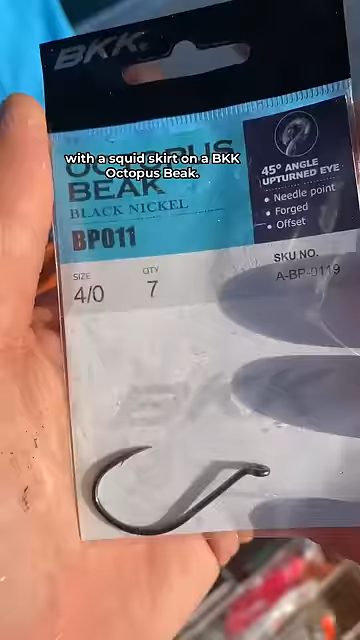 BKK
with a squid skirt on a BKK
Octopus Beak.
OCTOPUS
BEAK
BLACK NICKEL
BP011
45° ANGLE
UPTURNED EYE
• Needle point
• Forged
• Offset
SIZE
4/0
QTY
7
SKU NO.
A-BP-0119